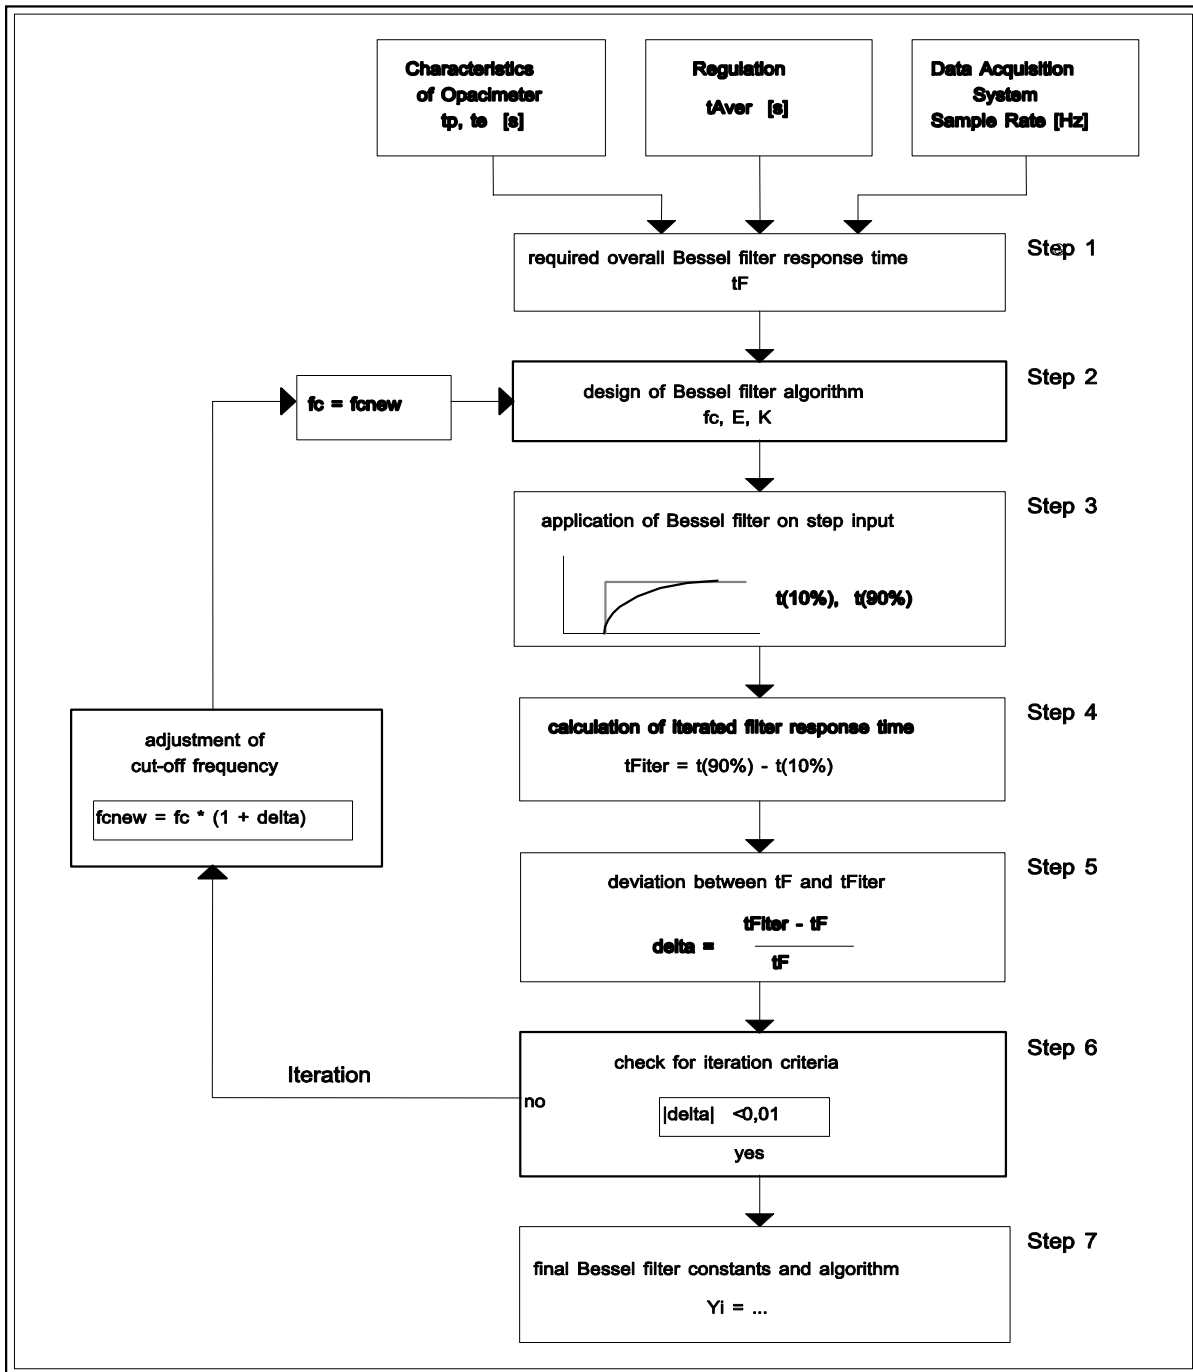 Characteristics
of Opacimeter
tp, te [s]
Regulation
tAver [s]
Data Acquisition
System
Sample Rate [Hz]
Step 1
required overall Bessel filter response time
tF
Step 2
design of Bessel filter algorithm
fc, E, K
fc = fcnew
Step 3
application of Bessel filter on step input
t(10%), t(90%)
Step 4
calculation of iterated filter response time
tFiter = t(90%) - t(10%)
adjustment of
cut-off frequency
fcnew = fc * (1 + delta)
Step 5
deviation between tF and tFiter
tFiter - tF
delta =
tF
Step 6
check for iteration criteria
Iteration
no
|delta| <0,01
yes
Step 7
final Bessel filter constants and algorithm
Yi = ...